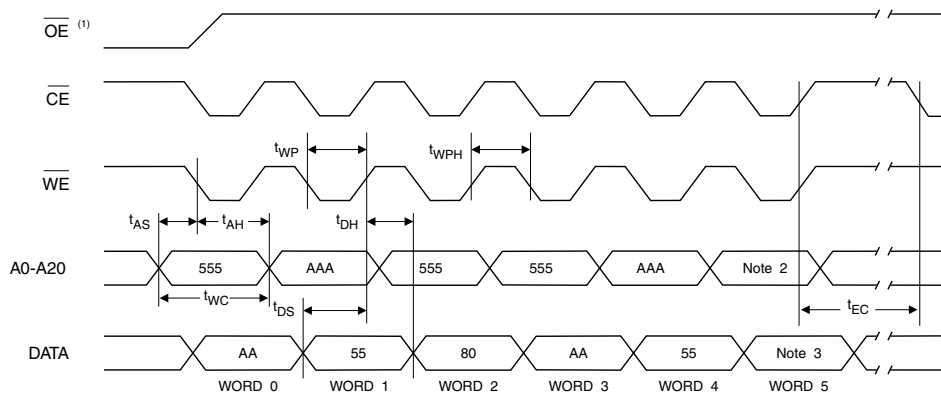 OE (1)
CE
tWP
tWPH
WE
tAS
tAH
tDH
A0-A20
555
AAA
555
555
AAA
Note 2
tWC
tDS
tEC
DATA
AA
55
80
AA
55
Note 3
WORD 0
WORD 1
WORD 2
WORD 3
WORD 4
WORD 5